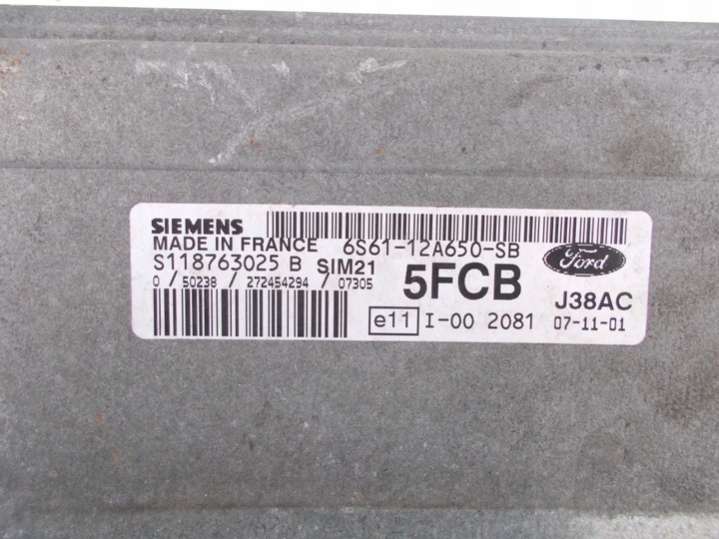 SIEMENS
MADE IN FRANCE 6S61-12A650-SB
S118763025 B SIM21 5FCB Ford
0 / 50238 / 272454294 / 07305 J38AC
e11 I-00 2081 07-11-01